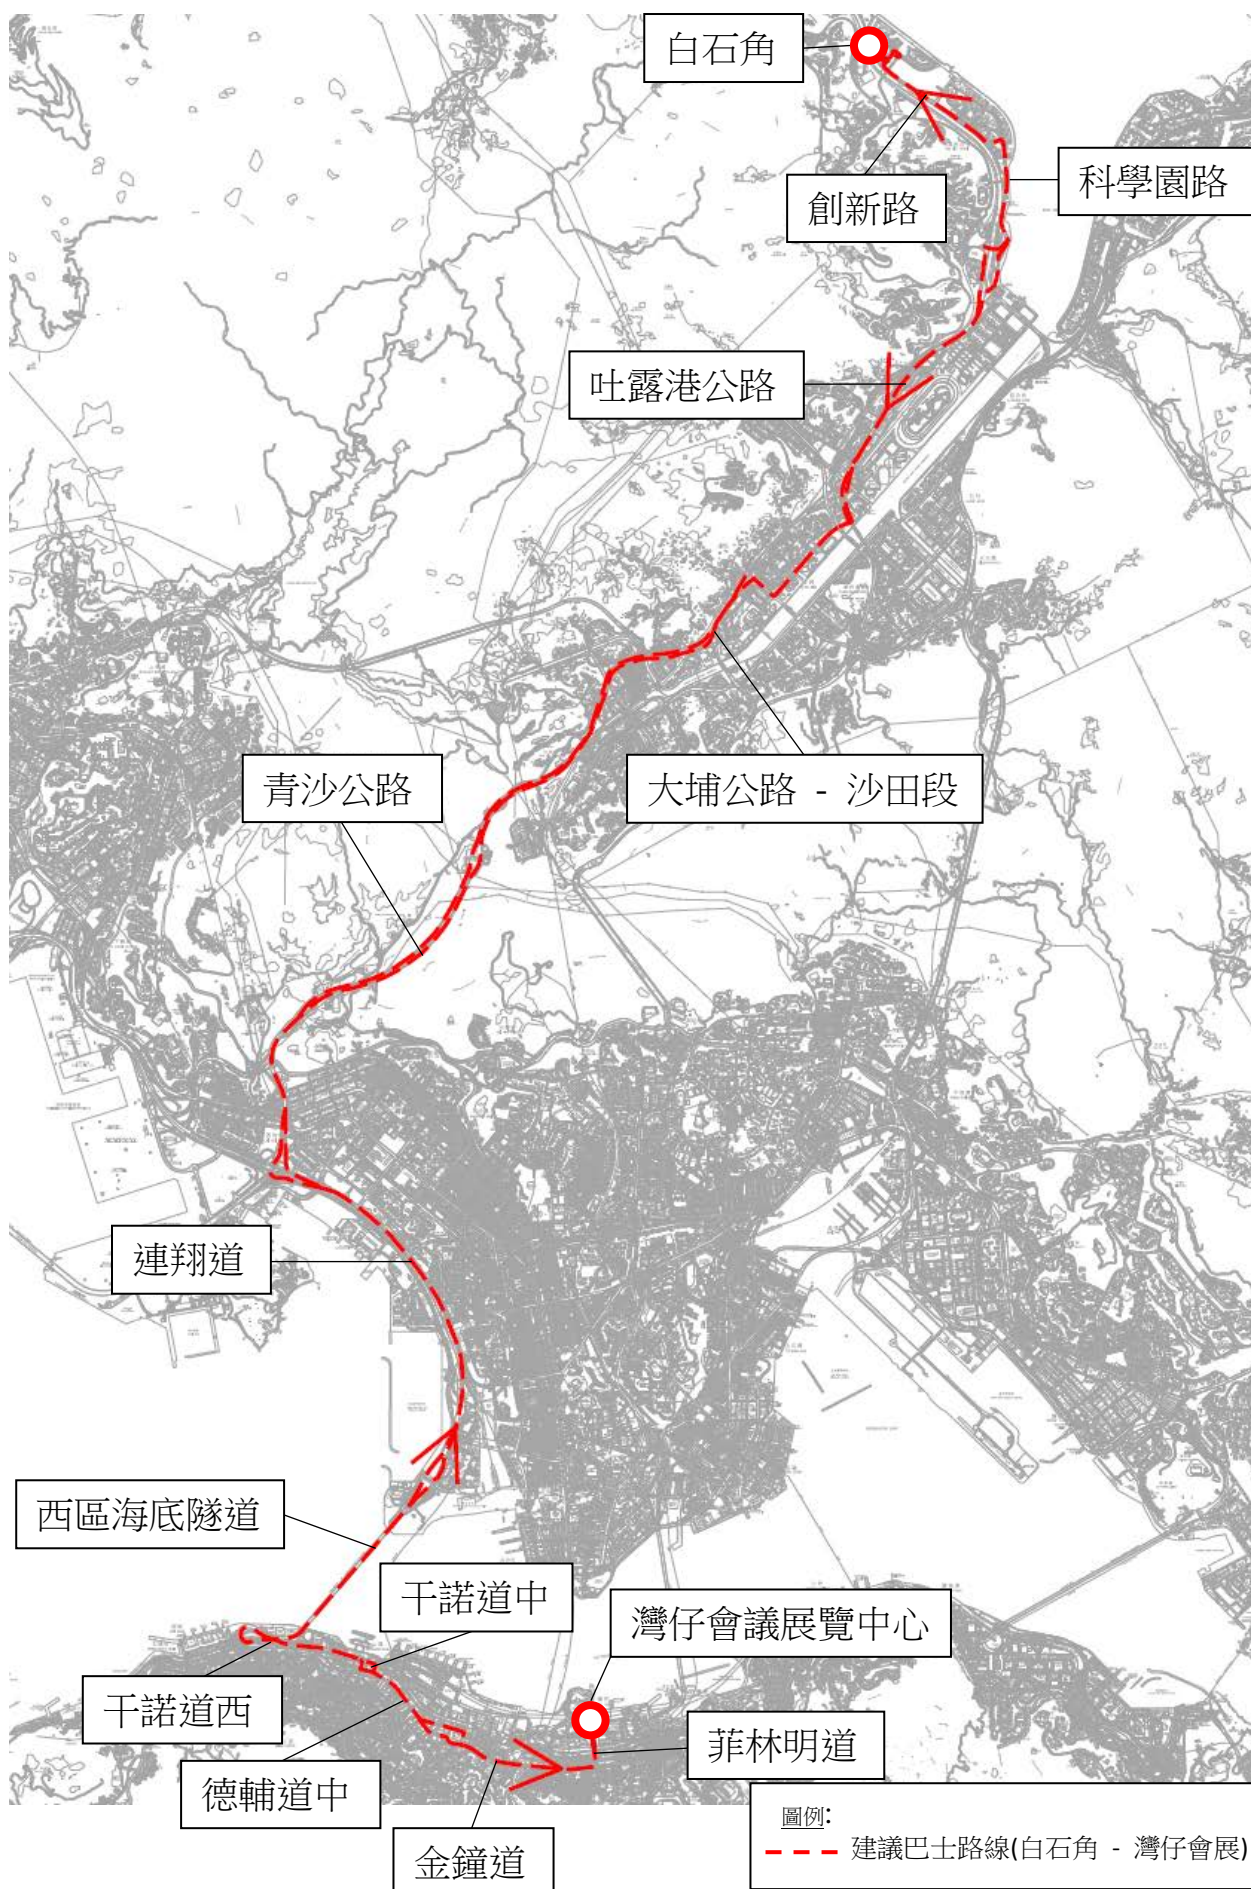 白石角
科學園路
創新路
吐露港公路
青沙公路
大埔公路 - 沙田段
連翔道
西區海底隧道
干諾道中
灣仔會議展覽中心
干諾道西
菲林明道
德輔道中
金鐘道
圖例:
建議巴士路線(白石角 - 灣仔會展)